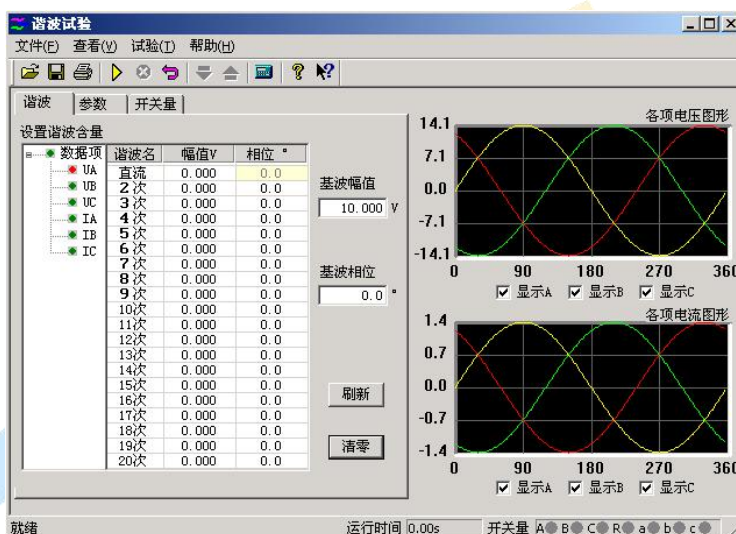 谐波试验
文件(F) 查看(V) 试验(T) 帮助(H)
谐波 参数 开关量
设置谐波含量
数据项
UA
UB
UC
IA
IB
IC
谐波名 幅值V 相位 °
直流 0.000 0.0
2次 0.000 0.0
3次 0.000 0.0
4次 0.000 0.0
5次 0.000 0.0
6次 0.000 0.0
7次 0.000 0.0
8次 0.000 0.0
9次 0.000 0.0
10次 0.000 0.0
11次 0.000 0.0
12次 0.000 0.0
13次 0.000 0.0
14次 0.000 0.0
15次 0.000 0.0
16次 0.000 0.0
17次 0.000 0.0
18次 0.000 0.0
19次 0.000 0.0
20次 0.000 0.0
基波幅值
10.000 V
基波相位
0.0 °
刷新
清零
各项电压图形
14.1
7.1
0.0
-7.1
-14.1
0 90 180 270 360
显示A 显示B 显示C
各项电流图形
1.4
0.7
0.0
-0.7
-1.4
0 90 180 270 360
显示A 显示B 显示C
就绪 运行时间 0.00s 开关量 A B C R a b c